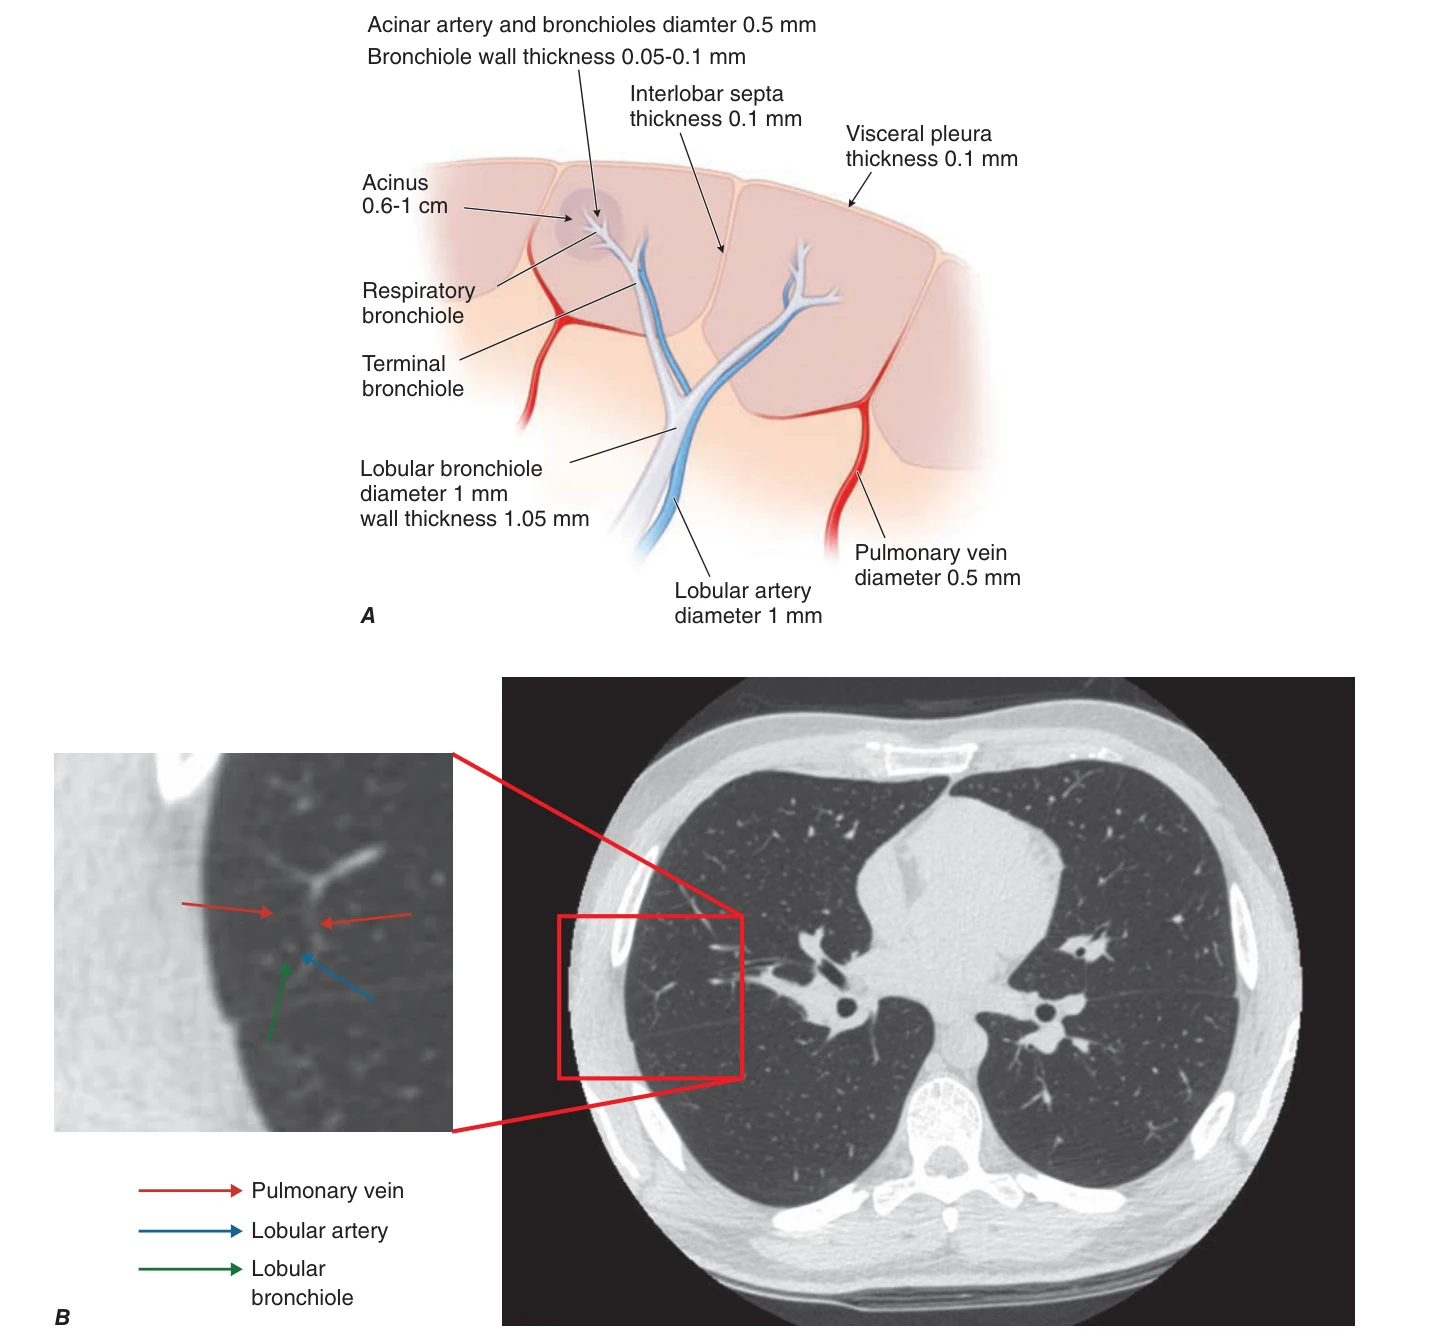 Acinar artery and bronchioles diamter 0.5 mm
Bronchiole wall thickness 0.05-0.1 mm
Interlobar septa
thickness 0.1 mm
Visceral pleura
thickness 0.1 mm
Acinus
0.6-1 cm
Respiratory
bronchiole
Terminal
bronchiole
Lobular bronchiole
diameter 1 mm
wall thickness 1.05 mm
Pulmonary vein
diameter 0.5 mm
Lobular artery
diameter 1 mm
A
Pulmonary vein
Lobular artery
Lobular
bronchiole
B